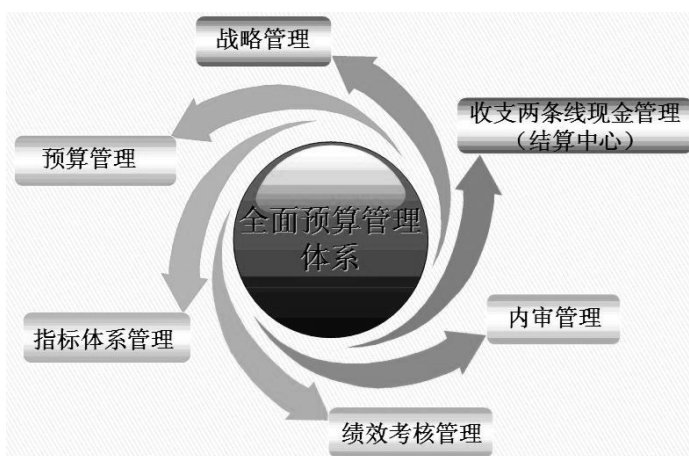 战略管理
收支两条线现金管理
（结算中心）
预算管理
全面预算管理
体系
内审管理
指标体系管理
绩效考核管理